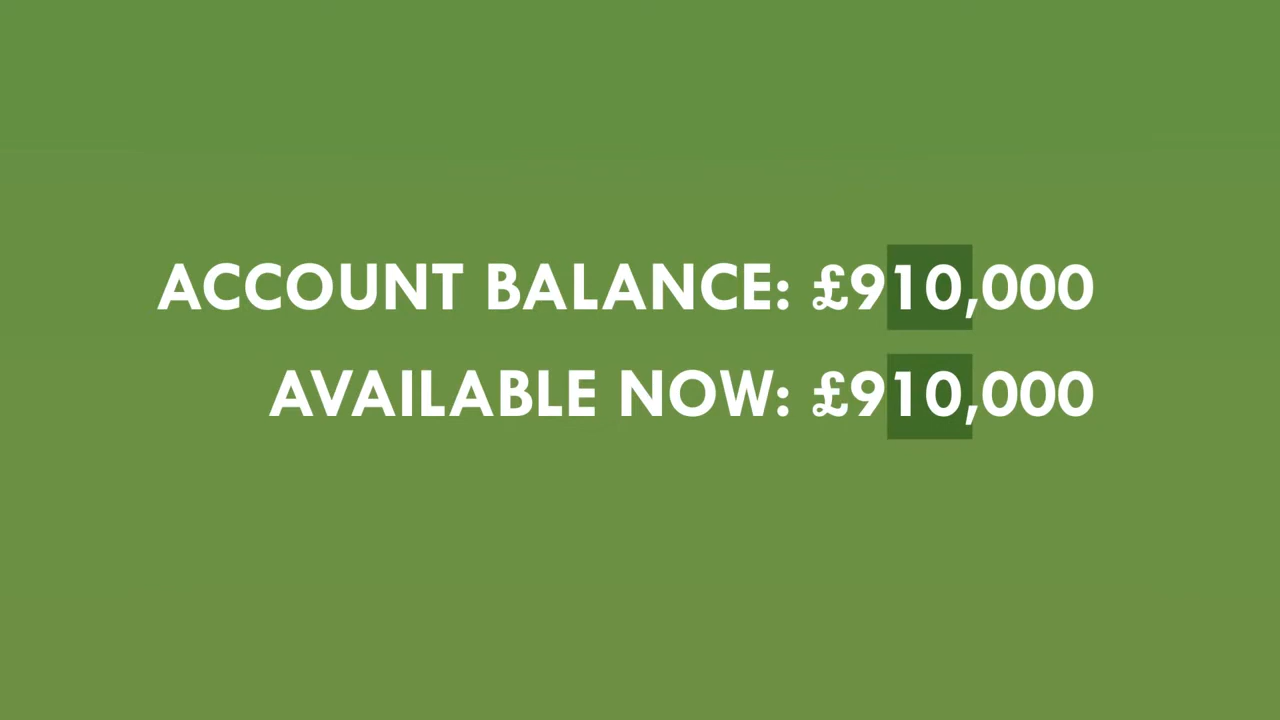 ACCOUNT BALANCE: £910,000
AVAILABLE NOW: £910,000